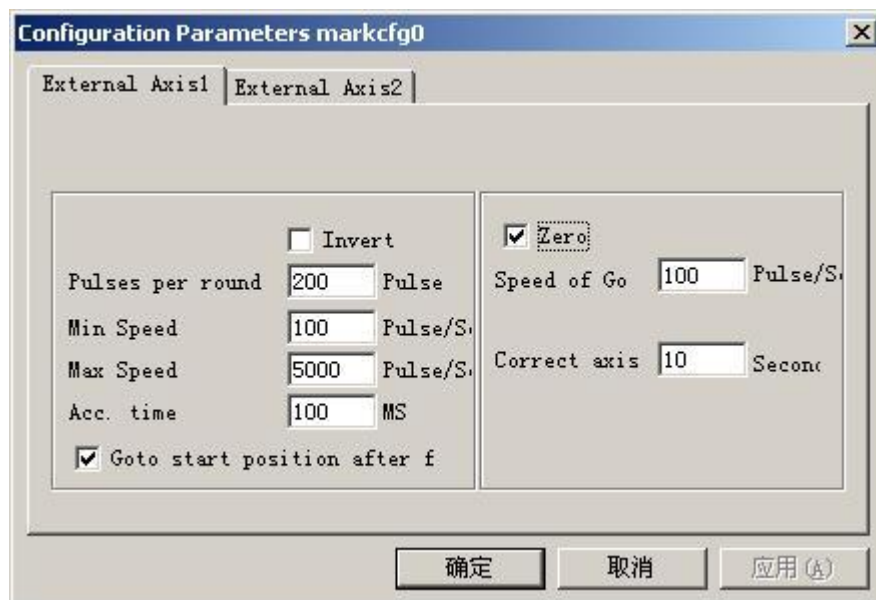 Configuration Parameters markcfg0
External Axis1 External Axis2
Invert
Pulses per round 200 Pulse
Min Speed 100 Pulse/S
Max Speed 5000 Pulse/S
Acc. time 100 MS
Goto start position after f
Zero
Speed of Go 100 Pulse/S
Correct axis 10 Second
确定 取消 应用(A)